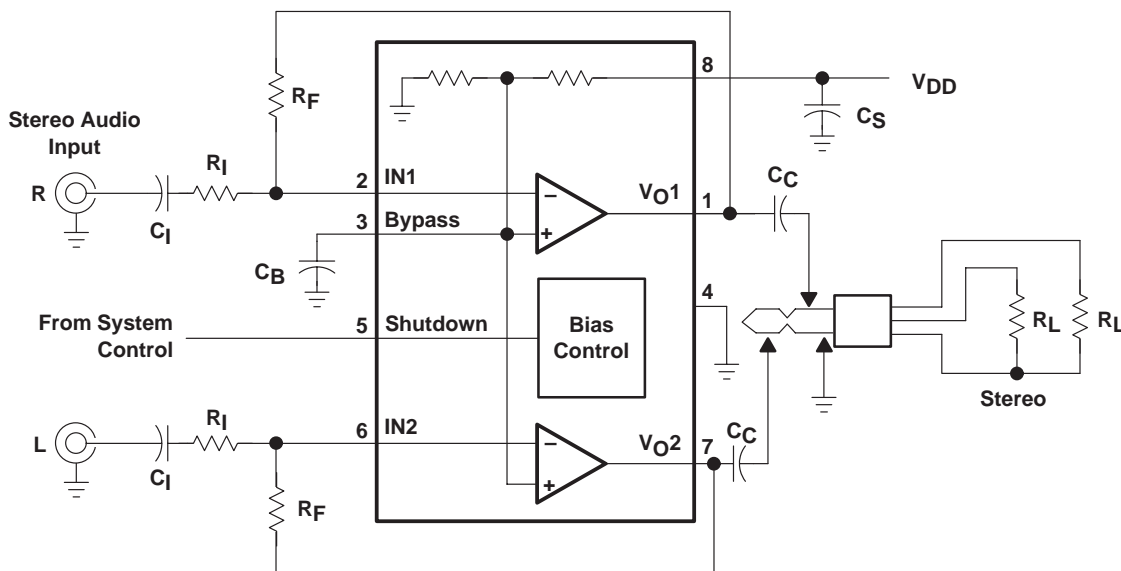 8
VDD
RF
CS
Stereo Audio
Input
RI
R
CI
2
IN1
−
+
VO1
1
CC
3
Bypass
CB
4
From System
Control
5
Shutdown
Bias
Control
RL
RL
Stereo
RI
L
CI
6
IN2
−
+
VO2
7
CC
RF